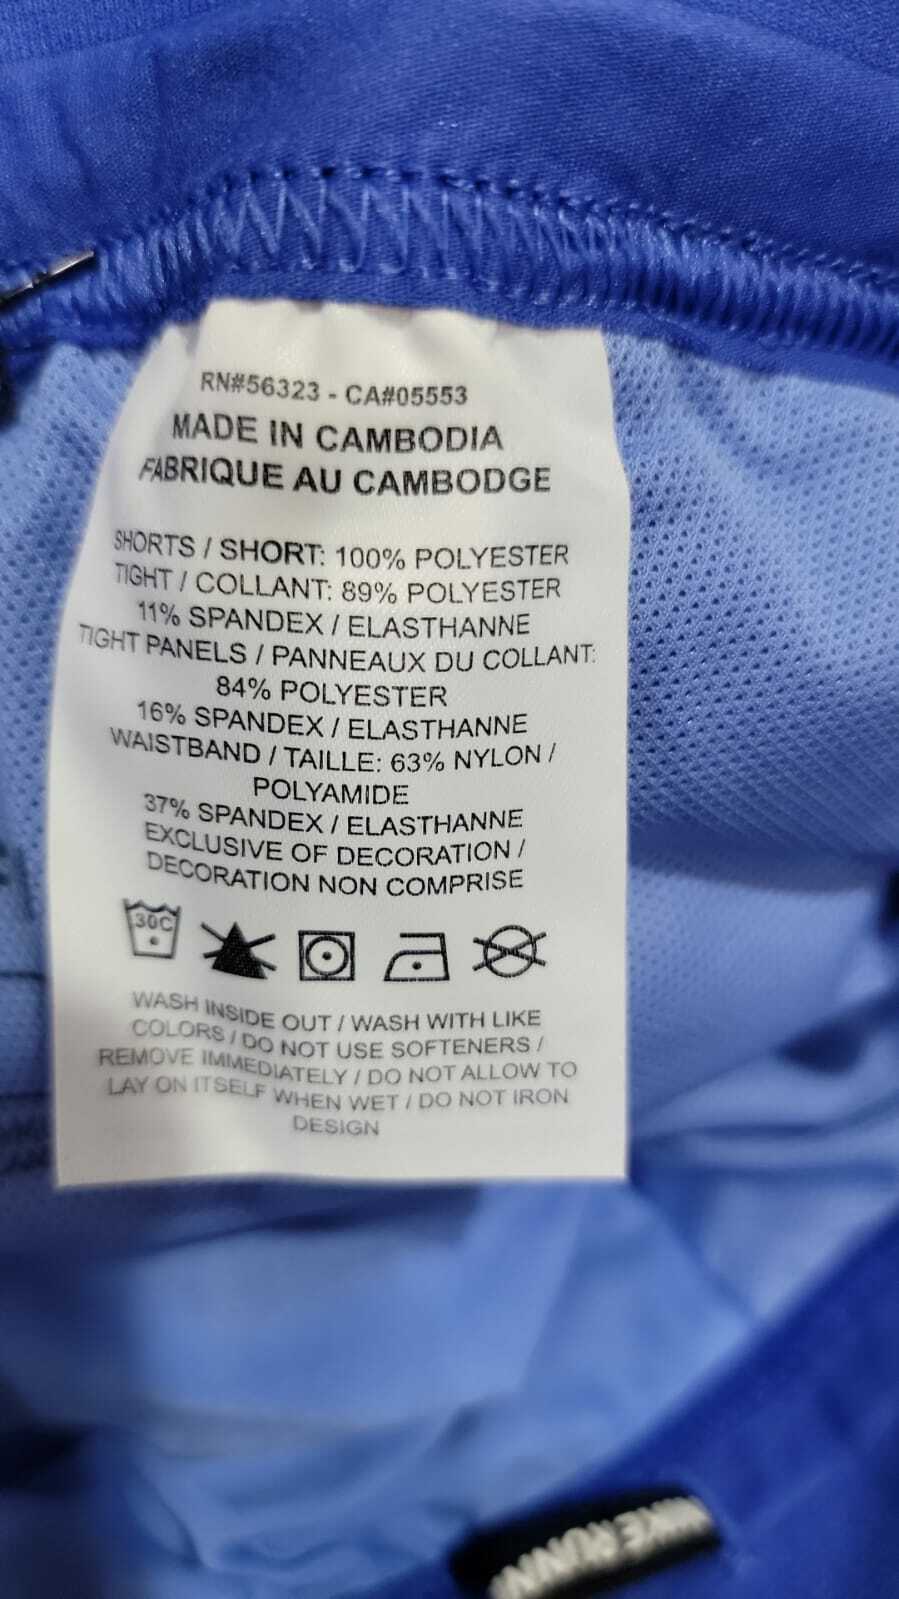 RN#56323 - CA#05553
MADE IN CAMBODIA
FABRIQUE AU CAMBODGE
SHORTS / SHORT: 100% POLYESTER
TIGHT / COLLANT: 89% POLYESTER
11% SPANDEX / ELASTHANNE
TIGHT PANELS / PANNEAUX DU COLLANT:
84% POLYESTER
16% SPANDEX / ELASTHANNE
WAISTBAND / TAILLE: 63% NYLON /
POLYAMIDE
37% SPANDEX / ELASTHANNE
EXCLUSIVE OF DECORATION /
DECORATION NON COMPRISE
30C
WASH INSIDE OUT / WASH WITH LIKE
COLORS / DO NOT USE SOFTENERS /
REMOVE IMMEDIATELY / DO NOT ALLOW TO
LAY ON ITSELF WHEN WET / DO NOT IRON
DESIGN